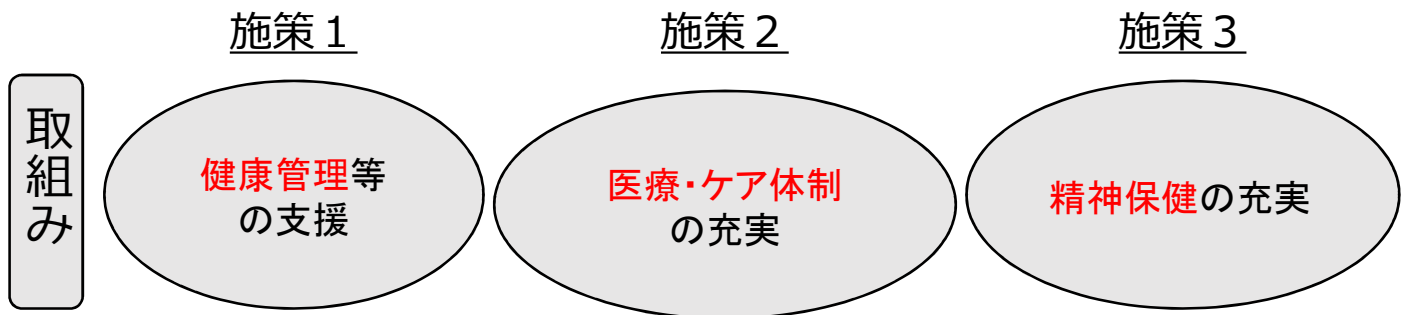 施策１
施策２
施策３
取組み
健康管理等
の支援
医療・ケア体制
の充実
精神保健の充実